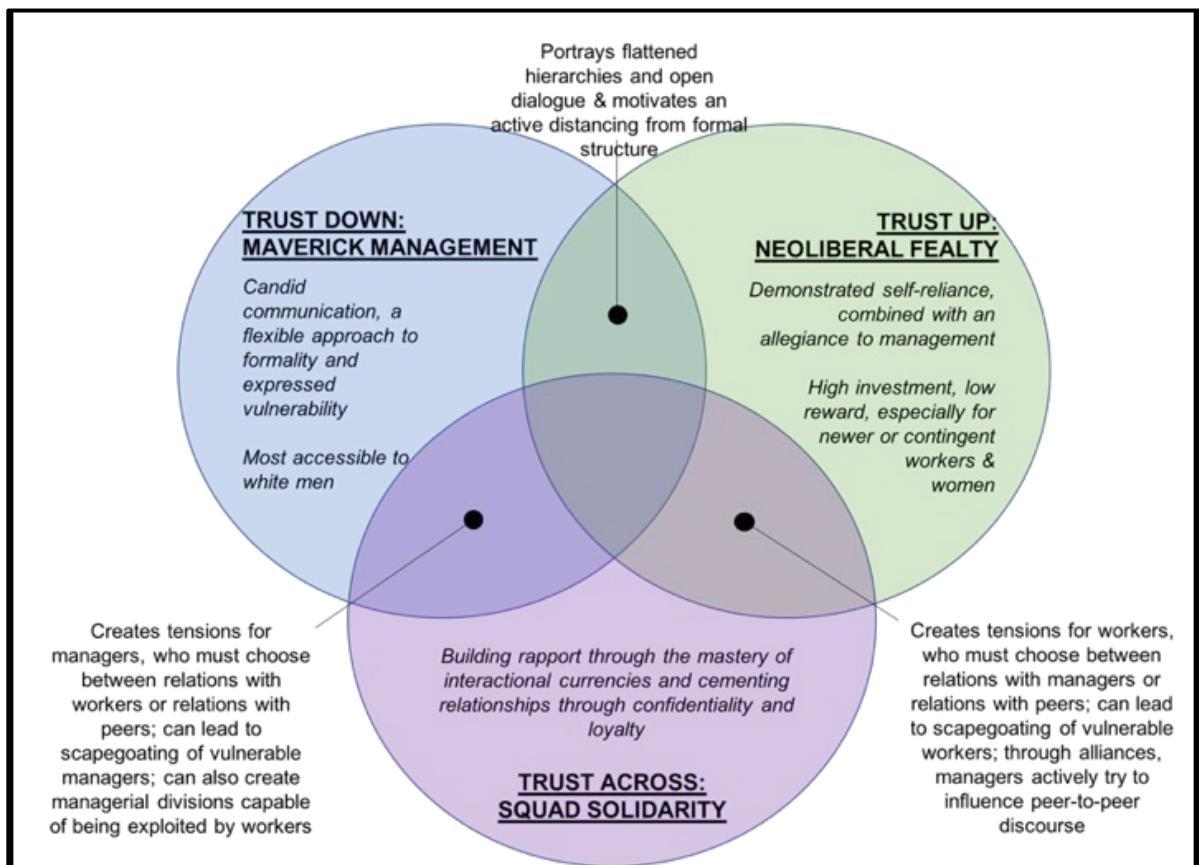 Portrays flattened
hierarchies and open
dialogue & motivates an
active distancing from formal
structure
TRUST DOWN:
MAVERICK MANAGEMENT
Candid
communication, a
flexible approach to
formality and
expressed
vulnerability
Most accessible to
white men
TRUST UP:
NEOLIBERAL FEALTY
Demonstrated self-reliance,
combined with an
allegiance to management
High investment, low
reward, especially for
newer or contingent
workers &
women
Creates tensions for
managers, who must choose
between relations with
workers or relations with
peers; can lead to
scapegoating of vulnerable
managers; can also create
managerial divisions capable
of being exploited by workers
Building rapport through the mastery of
interactional currencies and cementing
relationships through confidentiality and
loyalty
TRUST ACROSS:
SQUAD SOLIDARITY
Creates tensions for workers,
who must choose between
relations with managers or
relations with peers; can lead
to scapegoating of vulnerable
workers; through alliances,
managers actively try to
influence peer-to-peer
discourse